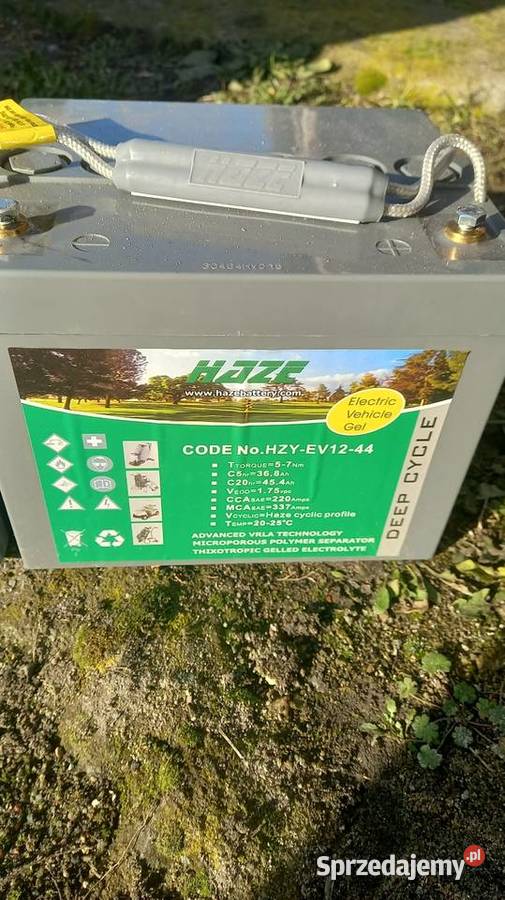 HAZE
HAZE
www.hazebattery.com
Electric
Vehicle
Gel
CODE No.HZY-EV12-44
TTORQUE=5-7Nm
C5hr=36.8Ah
C20hr=45.4Ah
VEOD=1.75vpc
CCASAE=220Amps
MCASAE=337Amps
VCYCLIC=Haze cyclic profile
TEMP=20-25°C
ADVANCED VRLA TECHNOLOGY
MICROPOROUS POLYMER SEPARATOR
THIXOTROPIC GELLED ELECTROLYTE
DEEP CYCLE
Sprzedajemy.pl